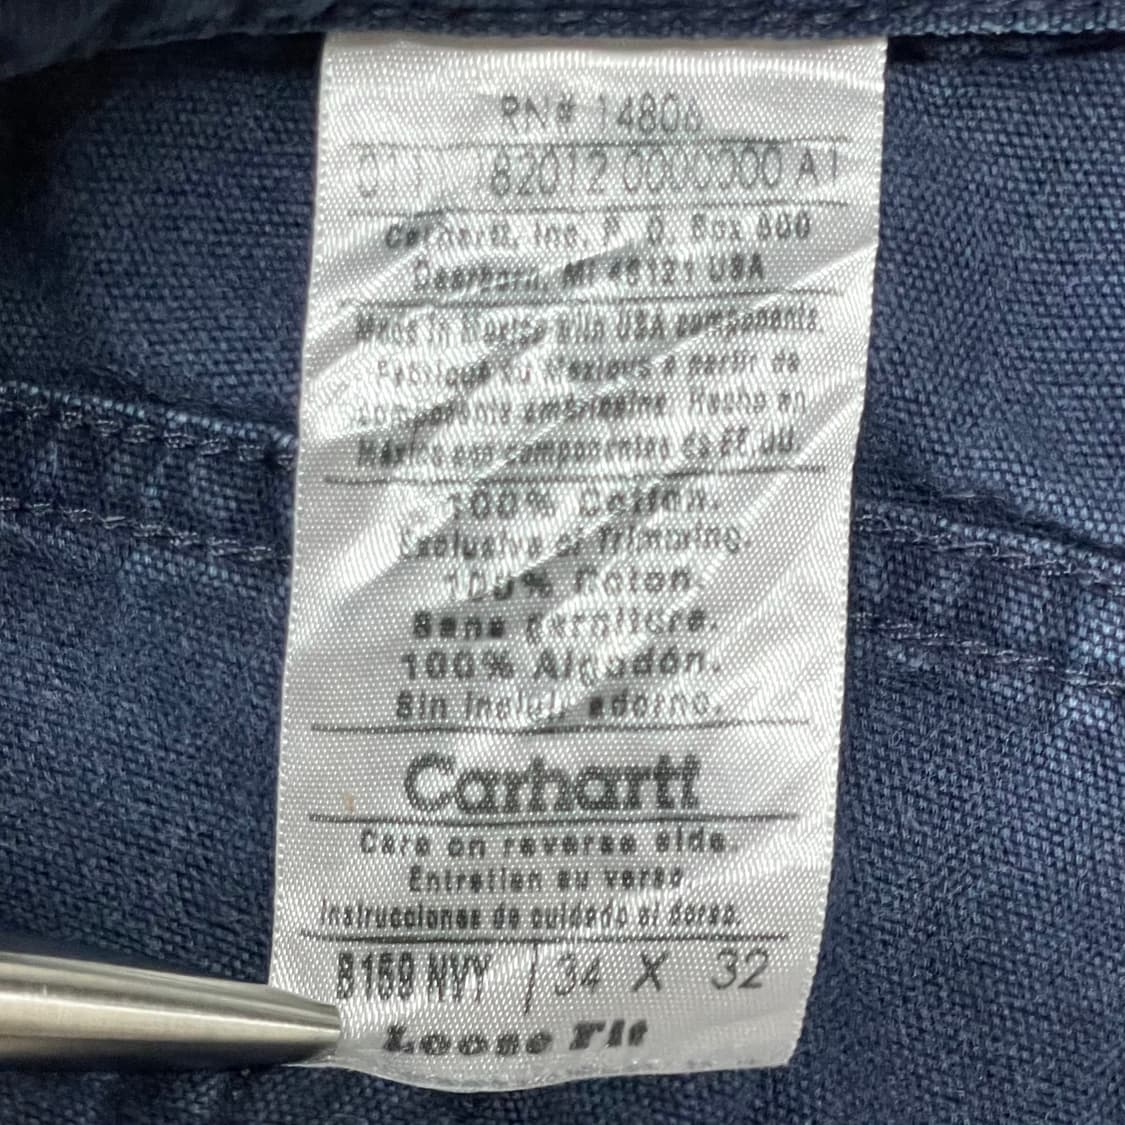 RN# 14806
82012 0000000 A1
Carhartt, Inc. P. O. Box 600
Dearborn, MI 48121 USA
Made in Mexico with USA components.
Fabriqué au Mexique à partir de
composants américains. Hecho en
México con componentes de EE.UU.
100% Cotton.
Exclusive of Trimming.
100% Coton.
Sans garniture.
100% Algodón.
Sin incluir adorno.
Carhartt
Care on reverse side.
Entretien au verso.
Instrucciones de cuidado al dorso.
B159 NVY / 34 X 32
Loose Fit